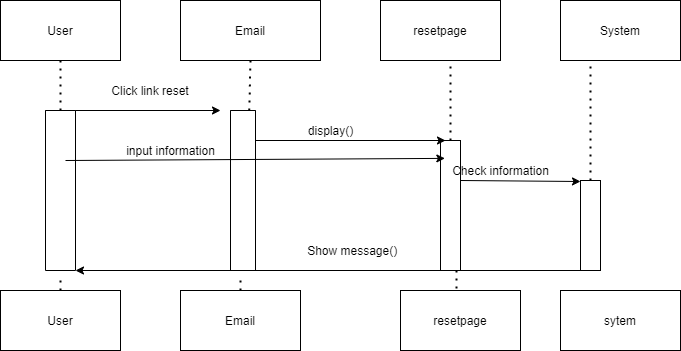 User
Email
resetpage
System
Click link reset
display()
input information
Check information
Show message()
User
Email
resetpage
sytem